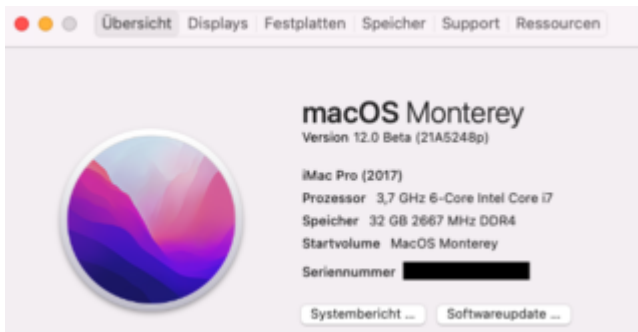 Übersicht Displays Festplatten Speicher Support Ressourcen
macOS Monterey
Version 12.0 Beta (21A5248p)
iMac Pro (2017)
Prozessor 3,7 GHz 6-Core Intel Core i7
Speicher 32 GB 2667 MHz DDR4
Startvolume MacOS Monterey
Seriennummer
Systembericht ... Softwareupdate ...